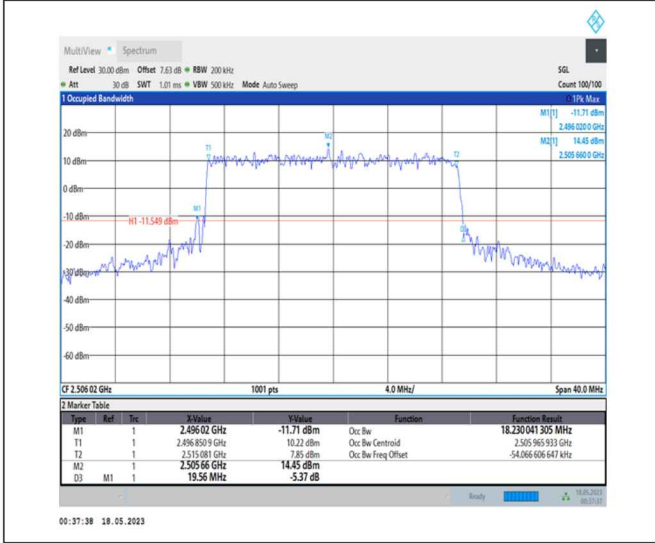 MultiView Spectrum
Ref Level 30.00 dBm Offset 7.63 dB RBW 200 kHz SGL
Att 30 dB SWT 1.01 ms VBW 500 kHz Mode Auto Sweep Count 100/100
1 Occupied Bandwidth 1Pk Max
M1[1] -11.71 dBm
2.496 020 0 GHz
M2[1] 14.45 dBm
2.505 660 0 GHz
20 dBm
M2
T1
T2
10 dBm
0 dBm
M1
-10 dBm
H1 -11.549 dBm
D3
-20 dBm
-30 dBm
-40 dBm
-50 dBm
-60 dBm
CF 2.506 02 GHz 1001 pts 4.0 MHz/ Span 40.0 MHz
2 Marker Table
Type Ref Trc X-Value Y-Value Function Function Result
M1 1 2.496 02 GHz -11.71 dBm Occ Bw 18.230 041 305 MHz
T1 1 2.496 850 9 GHz 10.22 dBm Occ Bw Centroid 2.505 965 933 GHz
T2 1 2.515 081 GHz 7.85 dBm Occ Bw Freq Offset -54.066 606 647 kHz
M2 1 2.505 66 GHz 14.45 dBm
D3 M1 1 19.56 MHz -5.37 dB
Ready 18.05.2023
00:37:37
00:37:38 18.05.2023